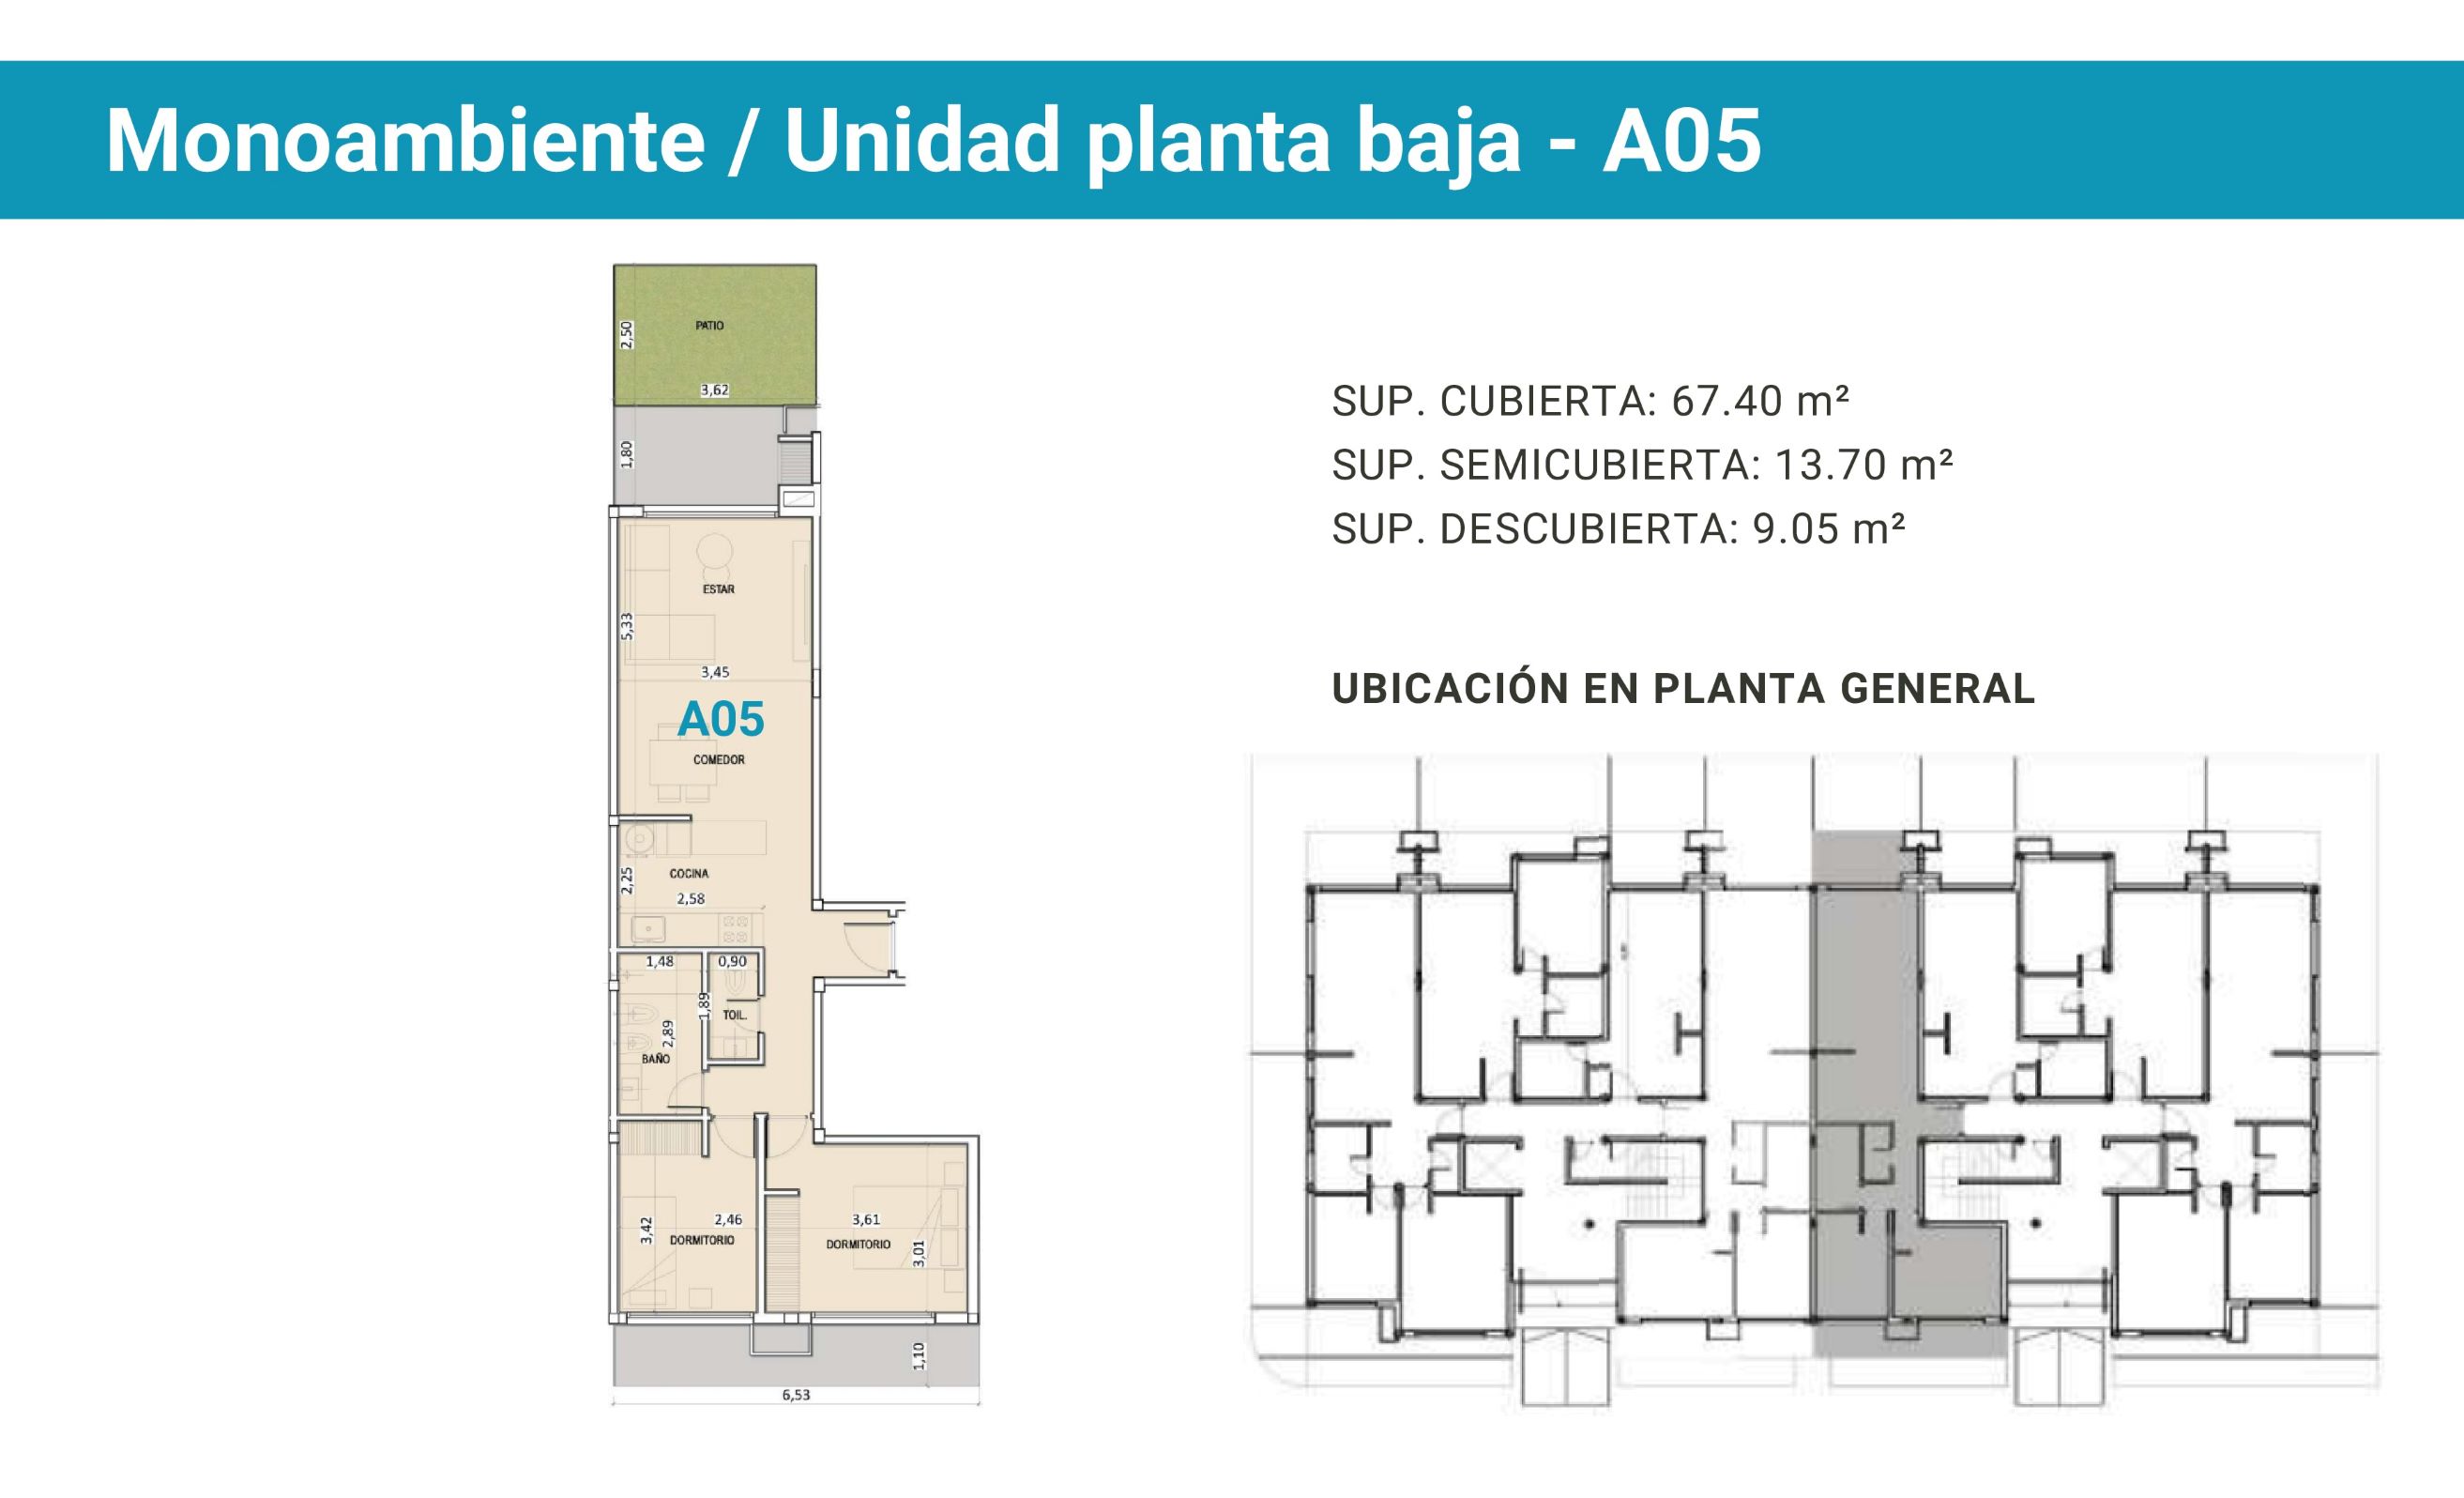 Monoambiente / Unidad planta baja - A05
PATIO
2,50
3,62
1,80
ESTAR
5,33
3,45
A05
COMEDOR
COCINA
2,25
2,58
1,48
0,90
1,89
TOIL.
2,89
BAÑO
2,46
3,42
DORMITORIO
3,61
DORMITORIO
3,01
1,10
6,53
SUP. CUBIERTA: 67.40 m²
SUP. SEMICUBIERTA: 13.70 m²
SUP. DESCUBIERTA: 9.05 m²
UBICACIÓN EN PLANTA GENERAL